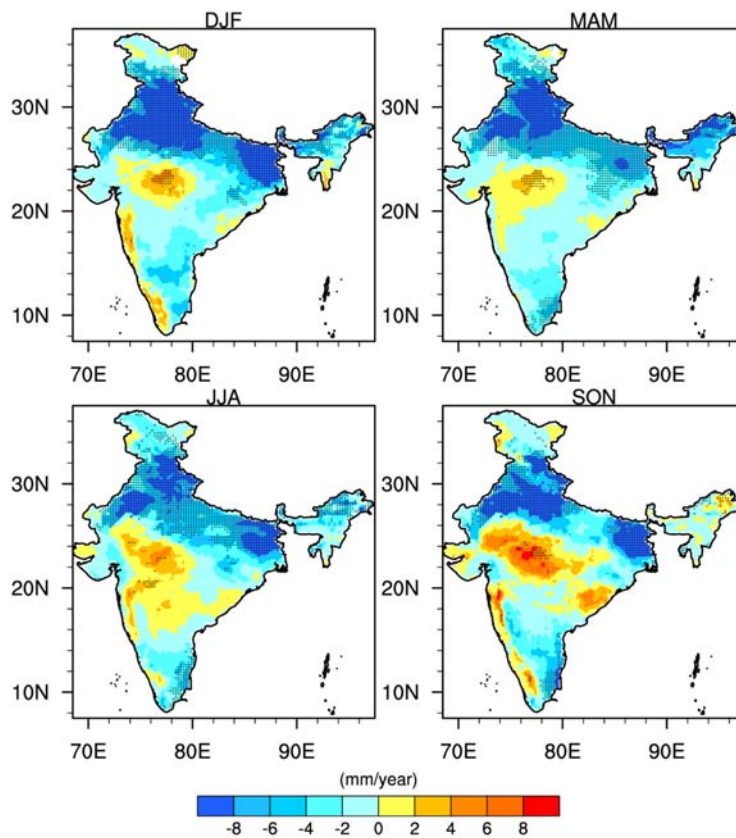 DJF MAM
30N 30N
20N 20N
10N 10N
70E 80E 90E 70E 80E 90E
JJA SON
30N 30N
20N 20N
10N 10N
70E 80E 90E 70E 80E 90E
(mm/year)
-8 -6 -4 -2 0 2 4 6 8